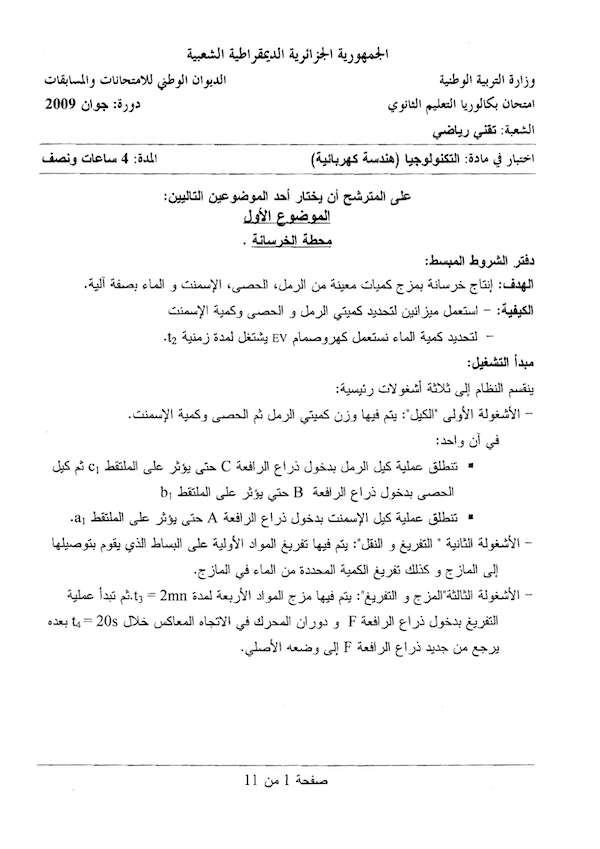 الجمهورية الجزائرية الديمقراطية الشعبية
وزارة التربية الوطنية الديوان الوطني للامتحانات والمسابقات
امتحان بكالوريا التعليم الثانوي دورة: جوان 2009
الشعبة: تقني رياضي
اختبار في مادة: التكنولوجيا (هندسة كهربائية) المدة: 4 ساعات ونصف
على المترشح أن يختار أحد الموضوعين التاليين:
الموضوع الأول
محطة الخرسانة .
دفتر الشروط المبسط:
الهدف: إنتاج خرسانة بمزج كميات معينة من الرمل، الحصى، الإسمنت و الماء بصفة آلية.
الكيفية: – استعمل ميزانين لتحديد كميتي الرمل و الحصى وكمية الإسمنت
– لتحديد كمية الماء نستعمل كهروصمام EV يشتغل لمدة زمنية t₂.
مبدأ التشغيل:
ينقسم النظام إلى ثلاثة أشغولات رئيسية:
– الأشغولة الأولى "الكيل": يتم فيها وزن كميتي الرمل ثم الحصى وكمية الإسمنت.
في آن واحد:
▪ تنطلق عملية كيل الرمل بدخول ذراع الرافعة C حتى يؤثر على الملتقط c₁ ثم كيل
الحصى بدخول ذراع الرافعة B حتي يؤثر على الملتقط b₁
▪ تنطلق عملية كيل الإسمنت بدخول ذراع الرافعة A حتي يؤثر على الملتقط a₁.
– الأشغولة الثانية " التفريغ و النقل": يتم فيها تفريغ المواد الأولية على البساط الذي يقوم بتوصيلها
إلى المازج و كذلك تفريغ الكمية المحددة من الماء في المازج.
– الأشغولة الثالثة"المزج و التفريغ": يتم فيها مزج المواد الأربعة لمدة t₃ = 2mn.ثم تبدأ عملية
التفريغ بدخول ذراع الرافعة F و دوران المحرك في الاتجاه المعاكس خلال t₄ = 20s بعده
يرجع من جديد ذراع الرافعة F إلى وضعه الأصلي.
صفحة 1 من 11